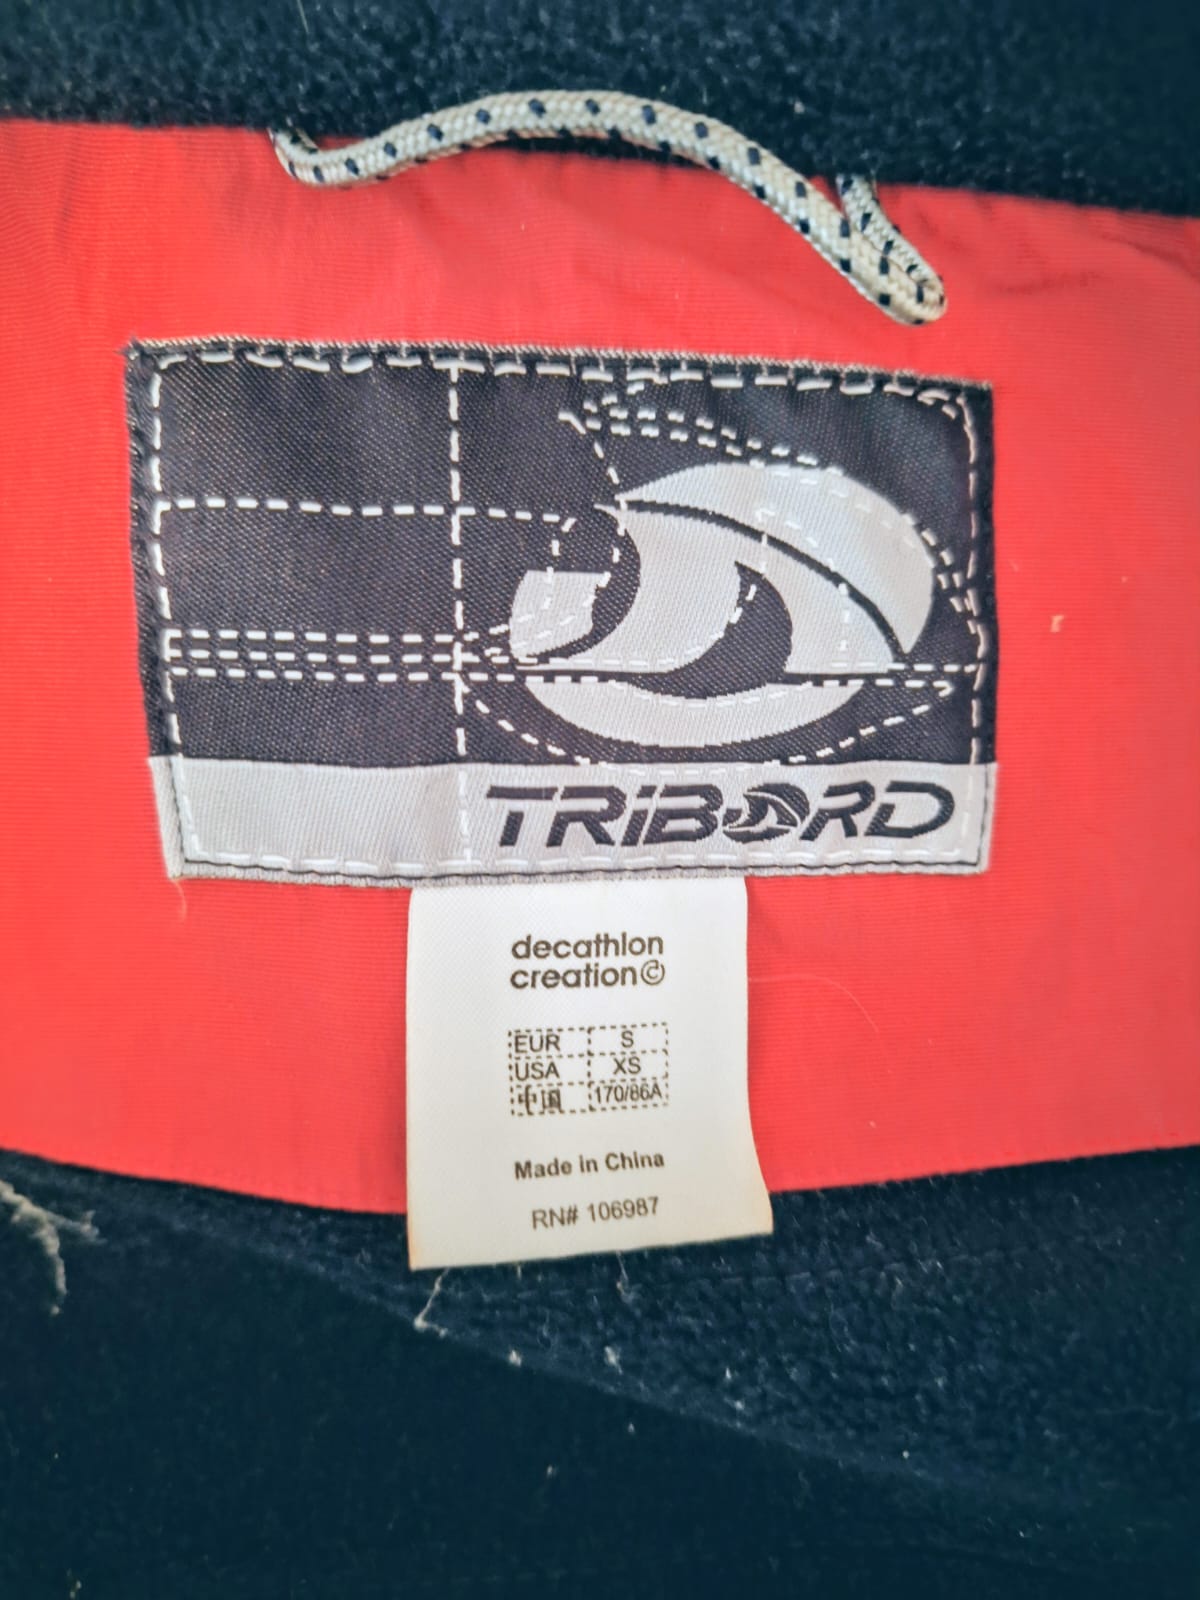 TRiBORD
decathlon
creation©
EUR S
USA XS
中国 170/86A
Made in China
RN# 106987